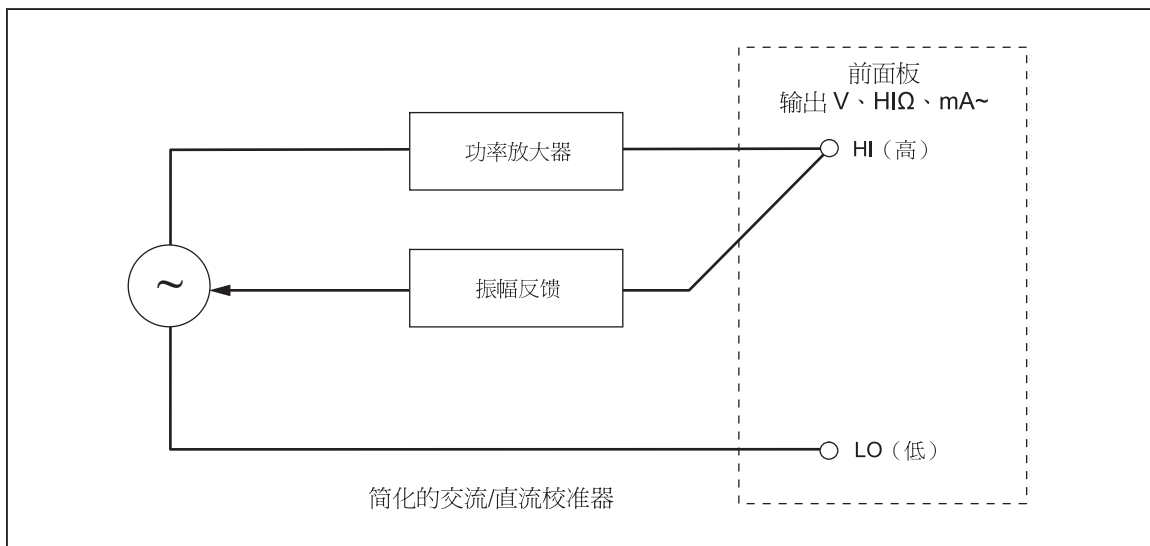 前面板
输出 V、HIΩ、mA~
功率放大器
HI（高）
~
振幅反馈
LO（低）
简化的交流/直流校准器